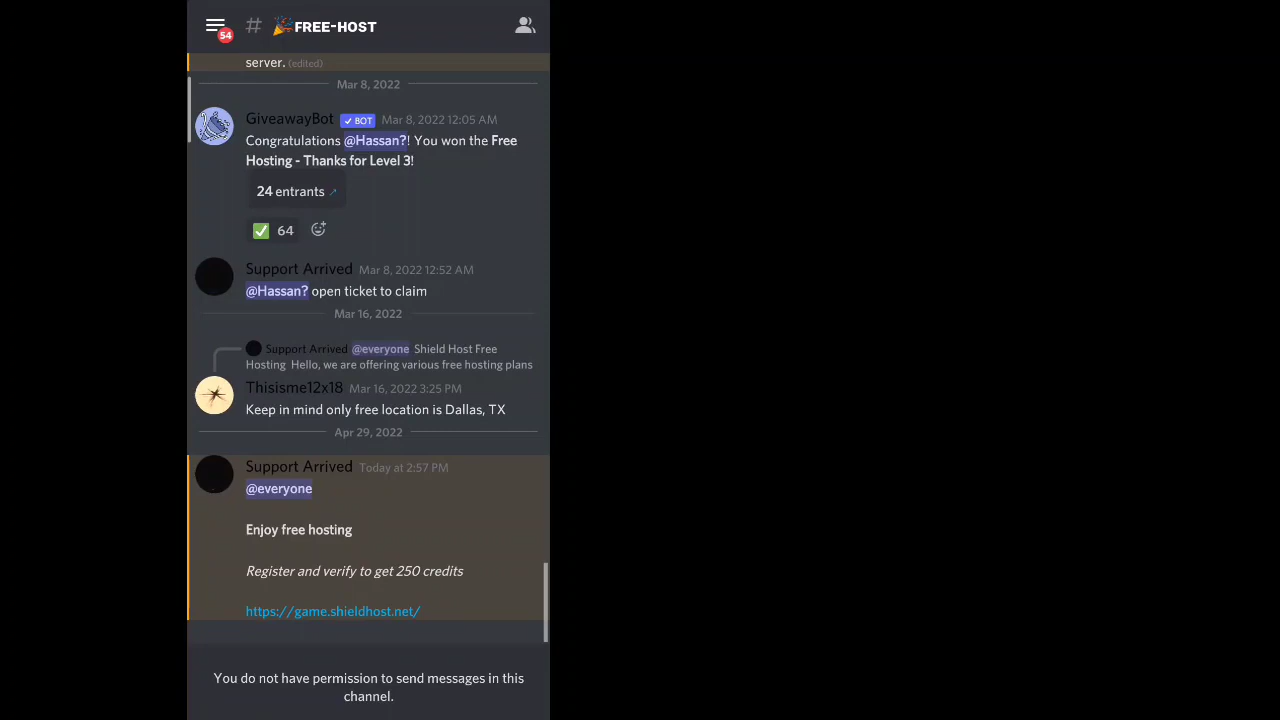 54
# 🎉FREE-HOST
server. (edited)
Mar 8, 2022
GiveawayBot ✓ BOT Mar 8, 2022 12:05 AM
Congratulations @Hassan?! You won the Free
Hosting - Thanks for Level 3!
24 entrants ↗
✅ 64
Support Arrived Mar 8, 2022 12:52 AM
@Hassan? open ticket to claim
Mar 16, 2022
Support Arrived @everyone Shield Host Free
Hosting Hello, we are offering various free hosting plans
Thisisme12x18 Mar 16, 2022 3:25 PM
Keep in mind only free location is Dallas, TX
Apr 29, 2022
Support Arrived Today at 2:57 PM
@everyone
Enjoy free hosting
Register and verify to get 250 credits
https://game.shieldhost.net/
You do not have permission to send messages in this
channel.